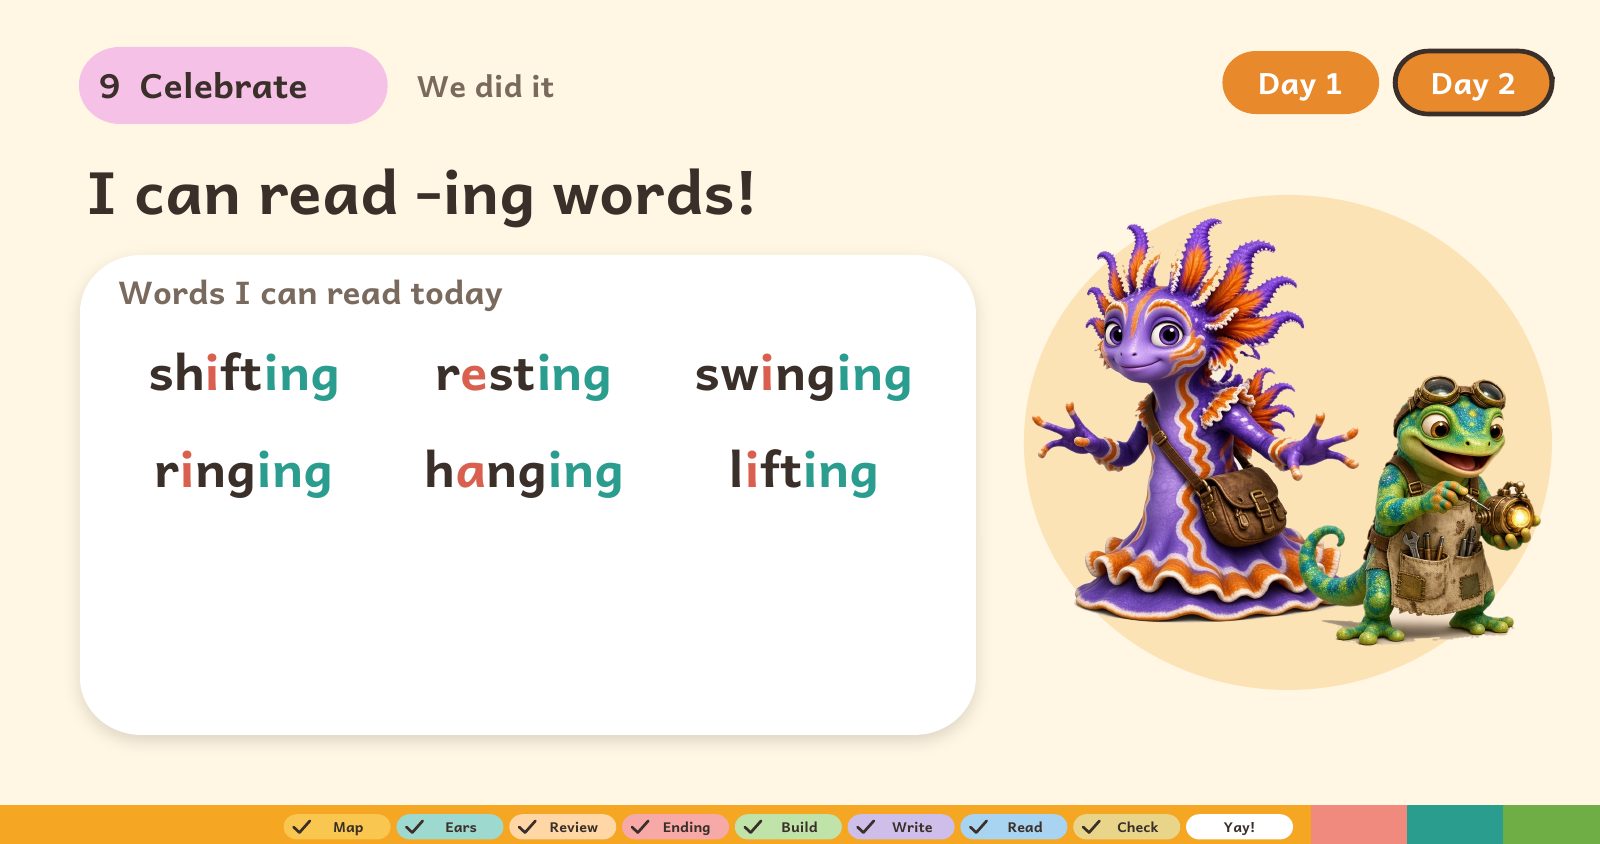 9 Celebrate We did it Day 1 Day 2
I can read -ing words!
Words I can read today
shifting resting swinging
ringing hanging lifting
Map Ears Review Ending Build Write Read Check Yay!